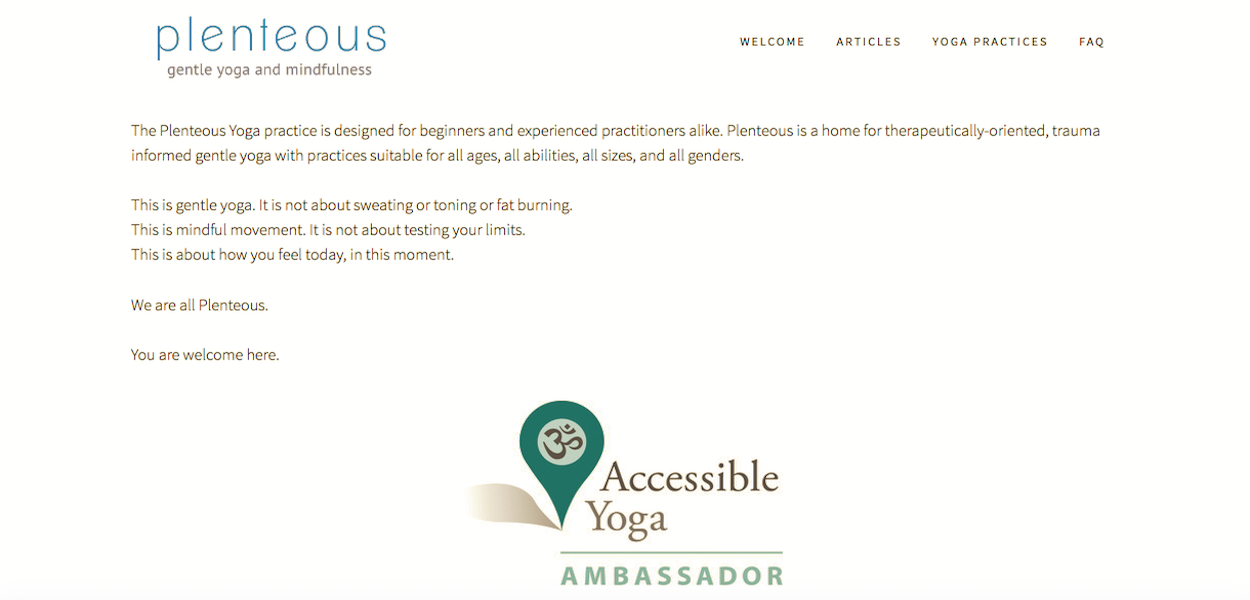 plenteous
gentle yoga and mindfulness
WELCOME ARTICLES YOGA PRACTICES FAQ
The Plenteous Yoga practice is designed for beginners and experienced practitioners alike. Plenteous is a home for therapeutically-oriented, trauma
informed gentle yoga with practices suitable for all ages, all abilities, all sizes, and all genders.
This is gentle yoga. It is not about sweating or toning or fat burning.
This is mindful movement. It is not about testing your limits.
This is about how you feel today, in this moment.
We are all Plenteous.
You are welcome here.
ॐ
Accessible
Yoga
AMBASSADOR